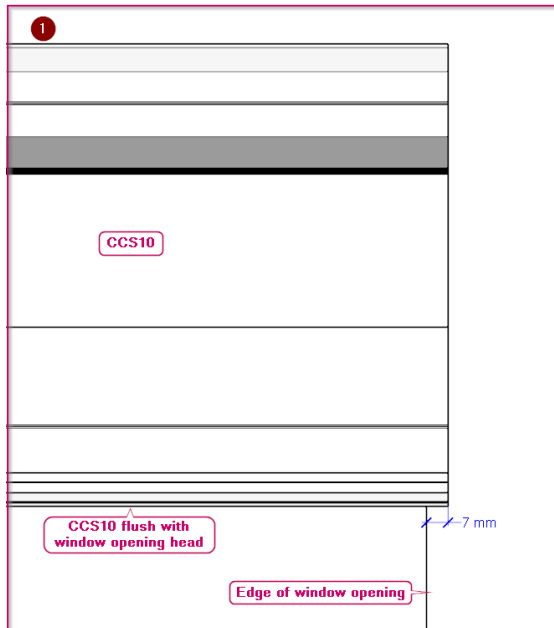 1
CCS10
CCS10 flush with
window opening head
7 mm
Edge of window opening